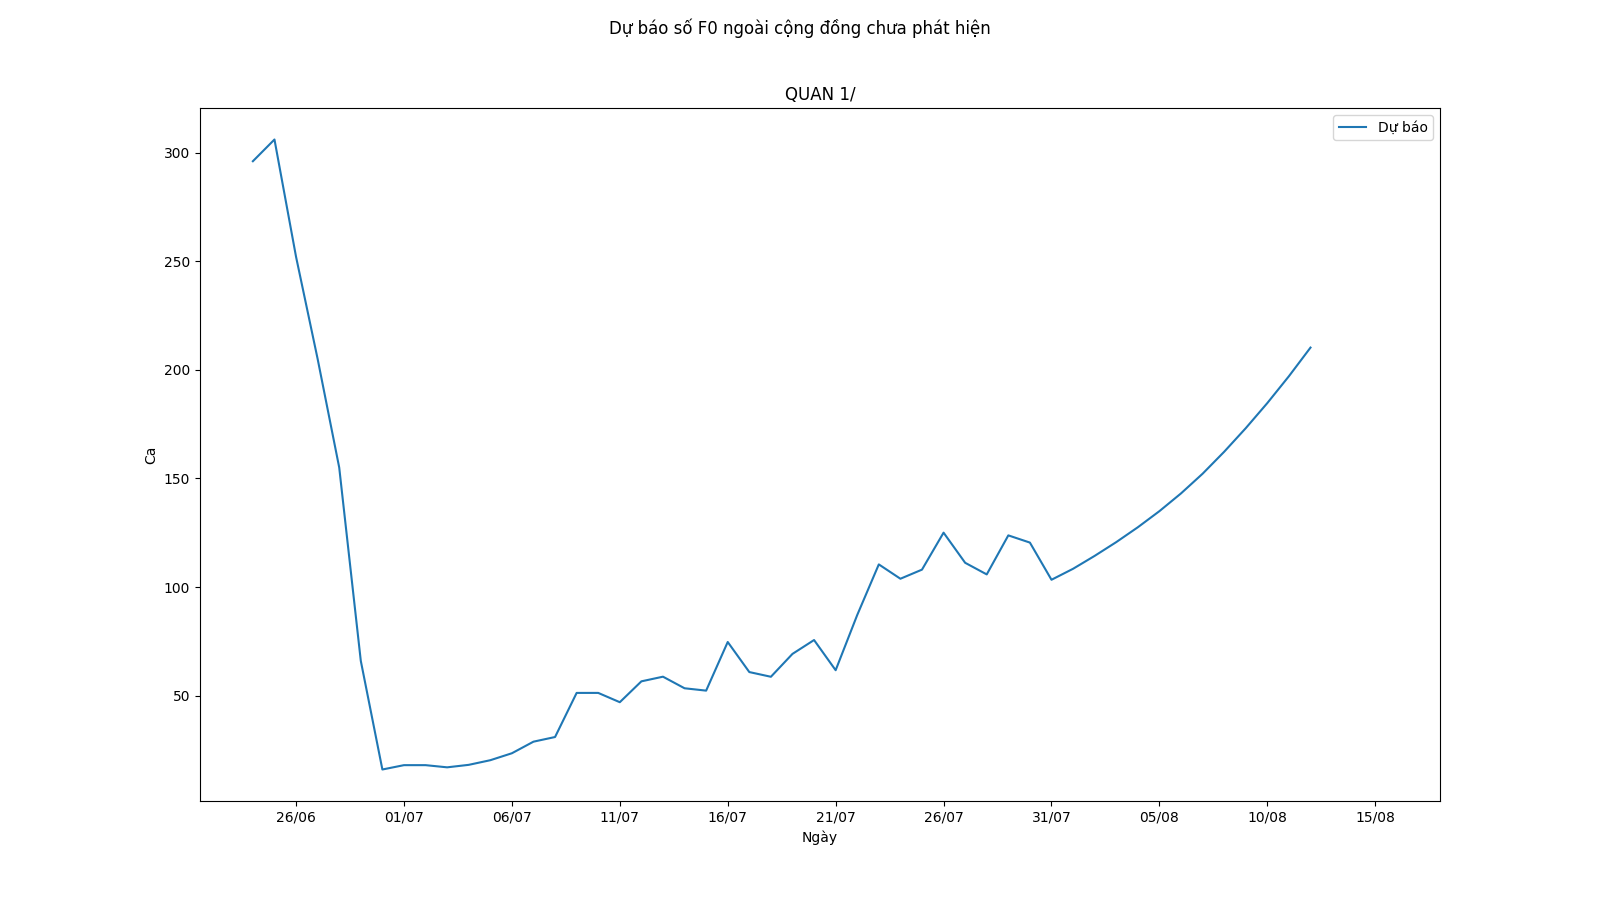 Dự báo số F0 ngoài cộng đồng chưa phát hiện
QUAN 1/
Dự báo
300
250
200
150
100
50
Ca
26/06 01/07 06/07 11/07 16/07 21/07 26/07 31/07 05/08 10/08 15/08
Ngày